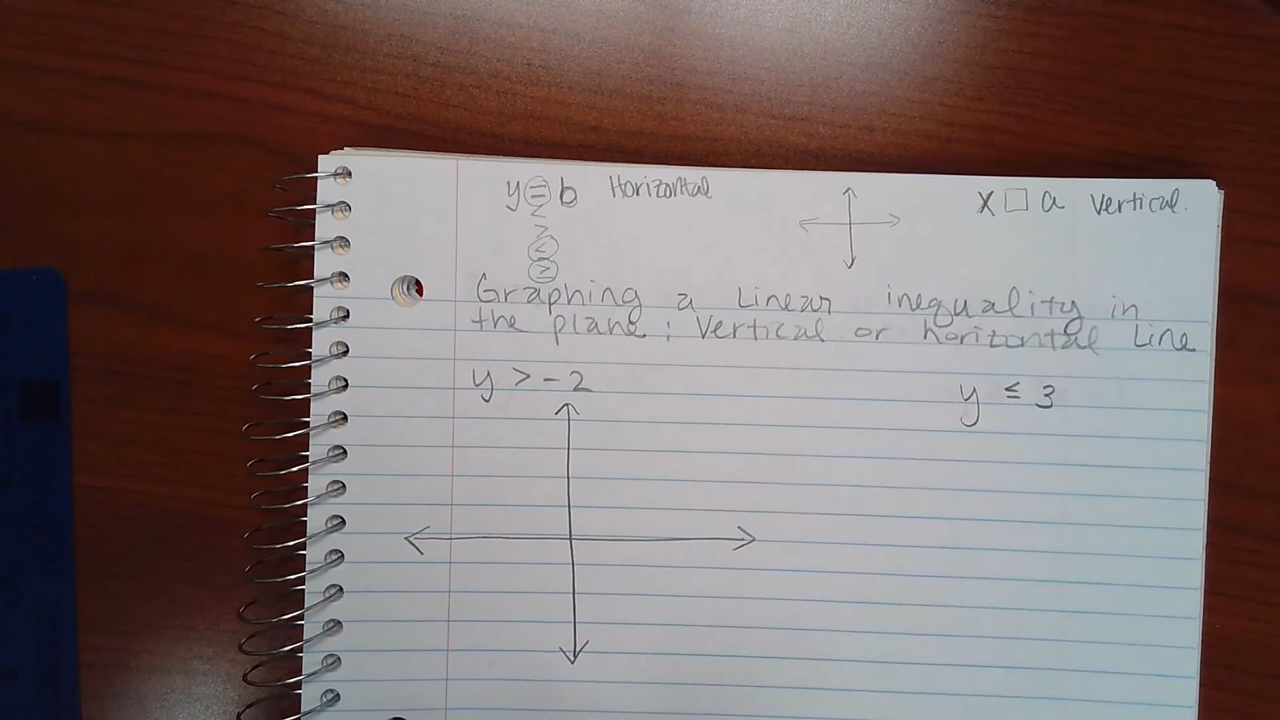 y = b Horizontal
<
>
≤
≥
x □ a vertical.
Graphing a Linear inequality in
the plane: Vertical or horizontal Line
y > -2
y ≤ 3